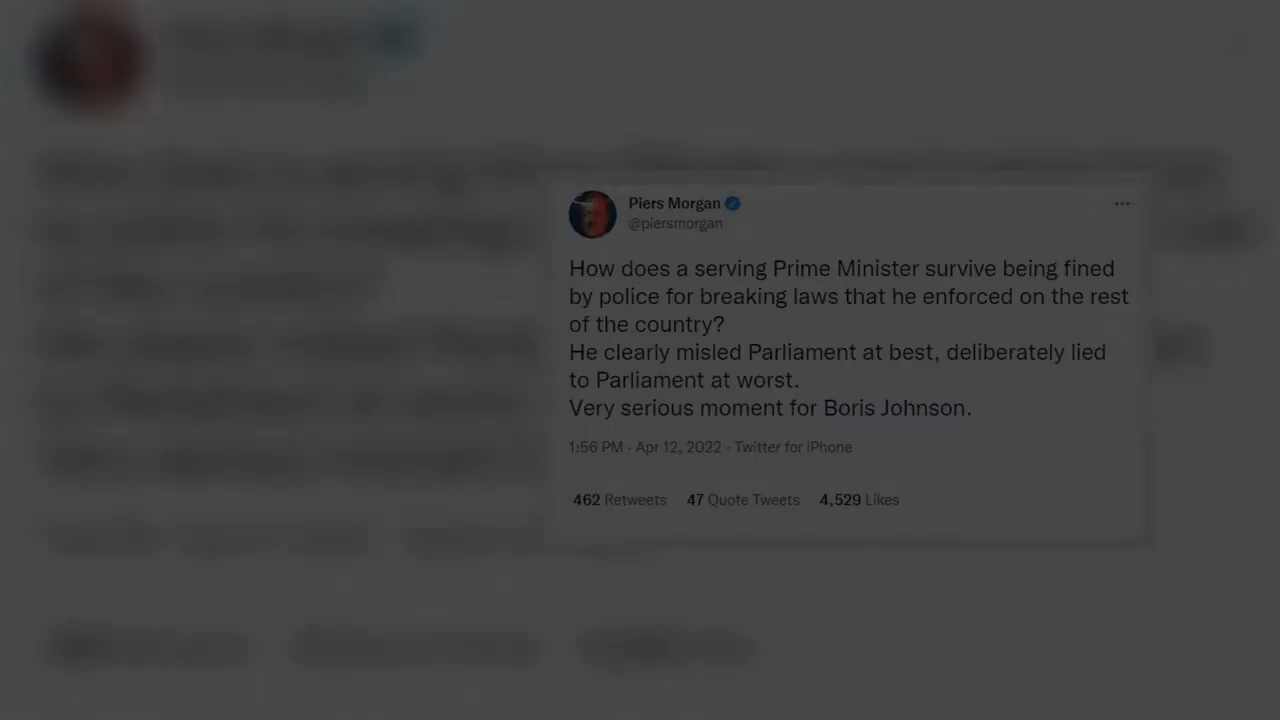 Piers Morgan
@piersmorgan
How does a serving Prime Minister survive being fined
by police for breaking laws that he enforced on the rest
of the country?
He clearly misled Parliament at best, deliberately lied
to Parliament at worst.
Very serious moment for Boris Johnson.
1:56 PM · Apr 12, 2022 · Twitter for iPhone
462 Retweets 47 Quote Tweets 4,529 Likes